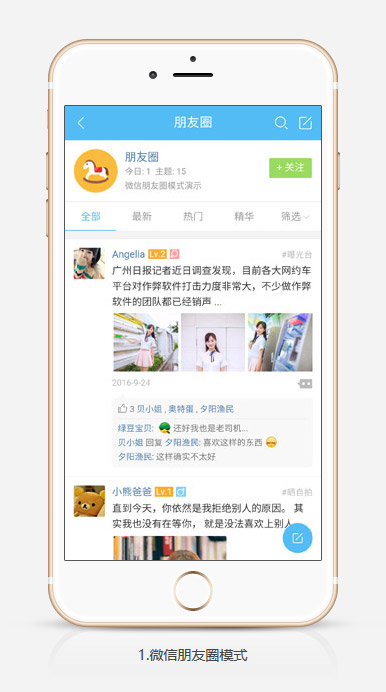 朋友圈
朋友圈
今日: 1 主题: 15
微信朋友圈模式演示
+ 关注
全部 最新 热门 精华 筛选
Angelia Lv.2 #曝光台
广州日报记者近日调查发现，目前各大网约车
平台对作弊软件打击力度非常大，不少做作弊
软件的团队都已经销声 ...
2016-9-24
3 贝小姐 , 奥特蛋 , 夕阳渔民
绿豆宝贝: 还好我也是老司机...
贝小姐 回复 夕阳渔民: 喜欢这样的东西
夕阳渔民: 这样确实不太好
小熊爸爸 Lv.1 #晒自拍
直到今天，你依然是我拒绝别人的原因。 其
实我也没有在等你， 就是没法喜欢上别人
1.微信朋友圈模式